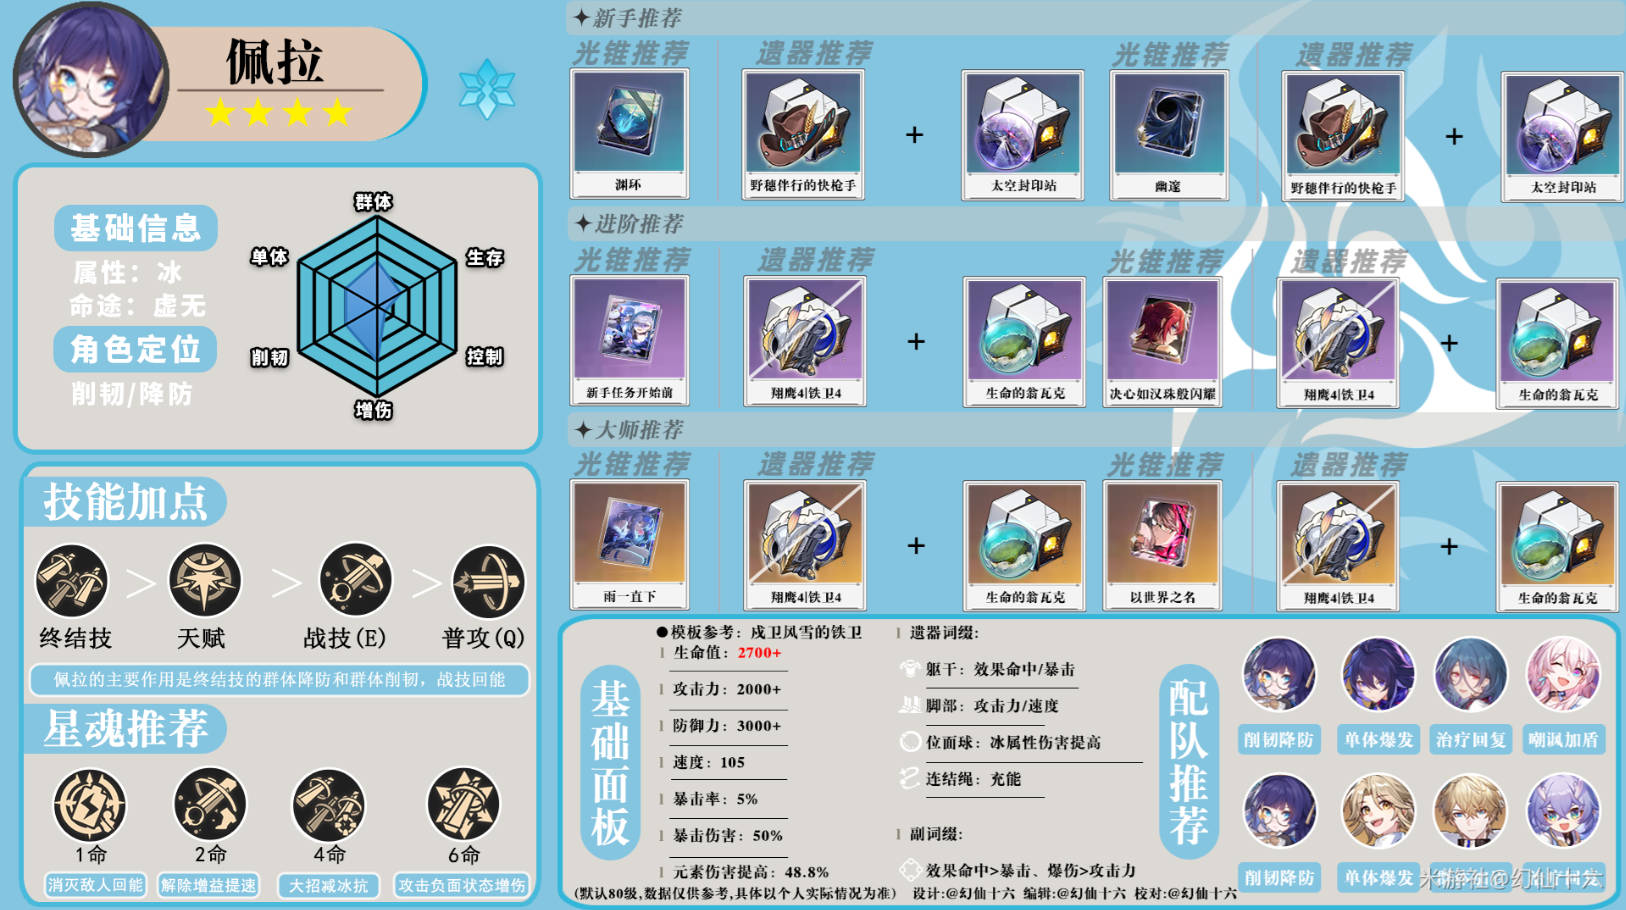 佩拉
基础信息
属性：冰
命途：虚无
角色定位
削韧/降防
群体
单体
生存
削韧
控制
增伤
技能加点
终结技
天赋
战技(E)
普攻(Q)
佩拉的主要作用是终结技的群体降防和群体削韧，战技回能
星魂推荐
1命
2命
4命
6命
消灭敌人回能
解除增益提速
大招减冰抗
攻击负面状态增伤
新手推荐
光锥推荐
遗器推荐
光锥推荐
遗器推荐
渊环
野穗伴行的快枪手
+
太空封印站
幽邃
野穗伴行的快枪手
+
太空封印站
进阶推荐
光锥推荐
遗器推荐
光锥推荐
遗器推荐
新手任务开始前
翔鹰4|铁卫4
+
生命的翁瓦克
决心如汉珠般闪耀
翔鹰4|铁卫4
+
生命的翁瓦克
大师推荐
光锥推荐
遗器推荐
光锥推荐
遗器推荐
雨一直下
翔鹰4|铁卫4
+
生命的翁瓦克
以世界之名
翔鹰4|铁卫4
+
生命的翁瓦克
基础面板
●模板参考：戍卫风雪的铁卫
生命值：2700+
攻击力：2000+
防御力：3000+
速度：105
暴击率：5%
暴击伤害：50%
元素伤害提高：48.8%
(默认80级,数据仅供参考,具体以个人实际情况为准)
遗器词缀:
躯干：效果命中/暴击
脚部：攻击力/速度
位面球：冰属性伤害提高
连结绳：充能
副词缀:
效果命中>暴击、爆伤>攻击力
设计:@幻仙十六 编辑:@幻仙十六 校对:@幻仙十六
配队推荐
削韧降防
单体爆发
治疗回复
嘲讽加盾
削韧降防
单体爆发
米游社@幻仙十六